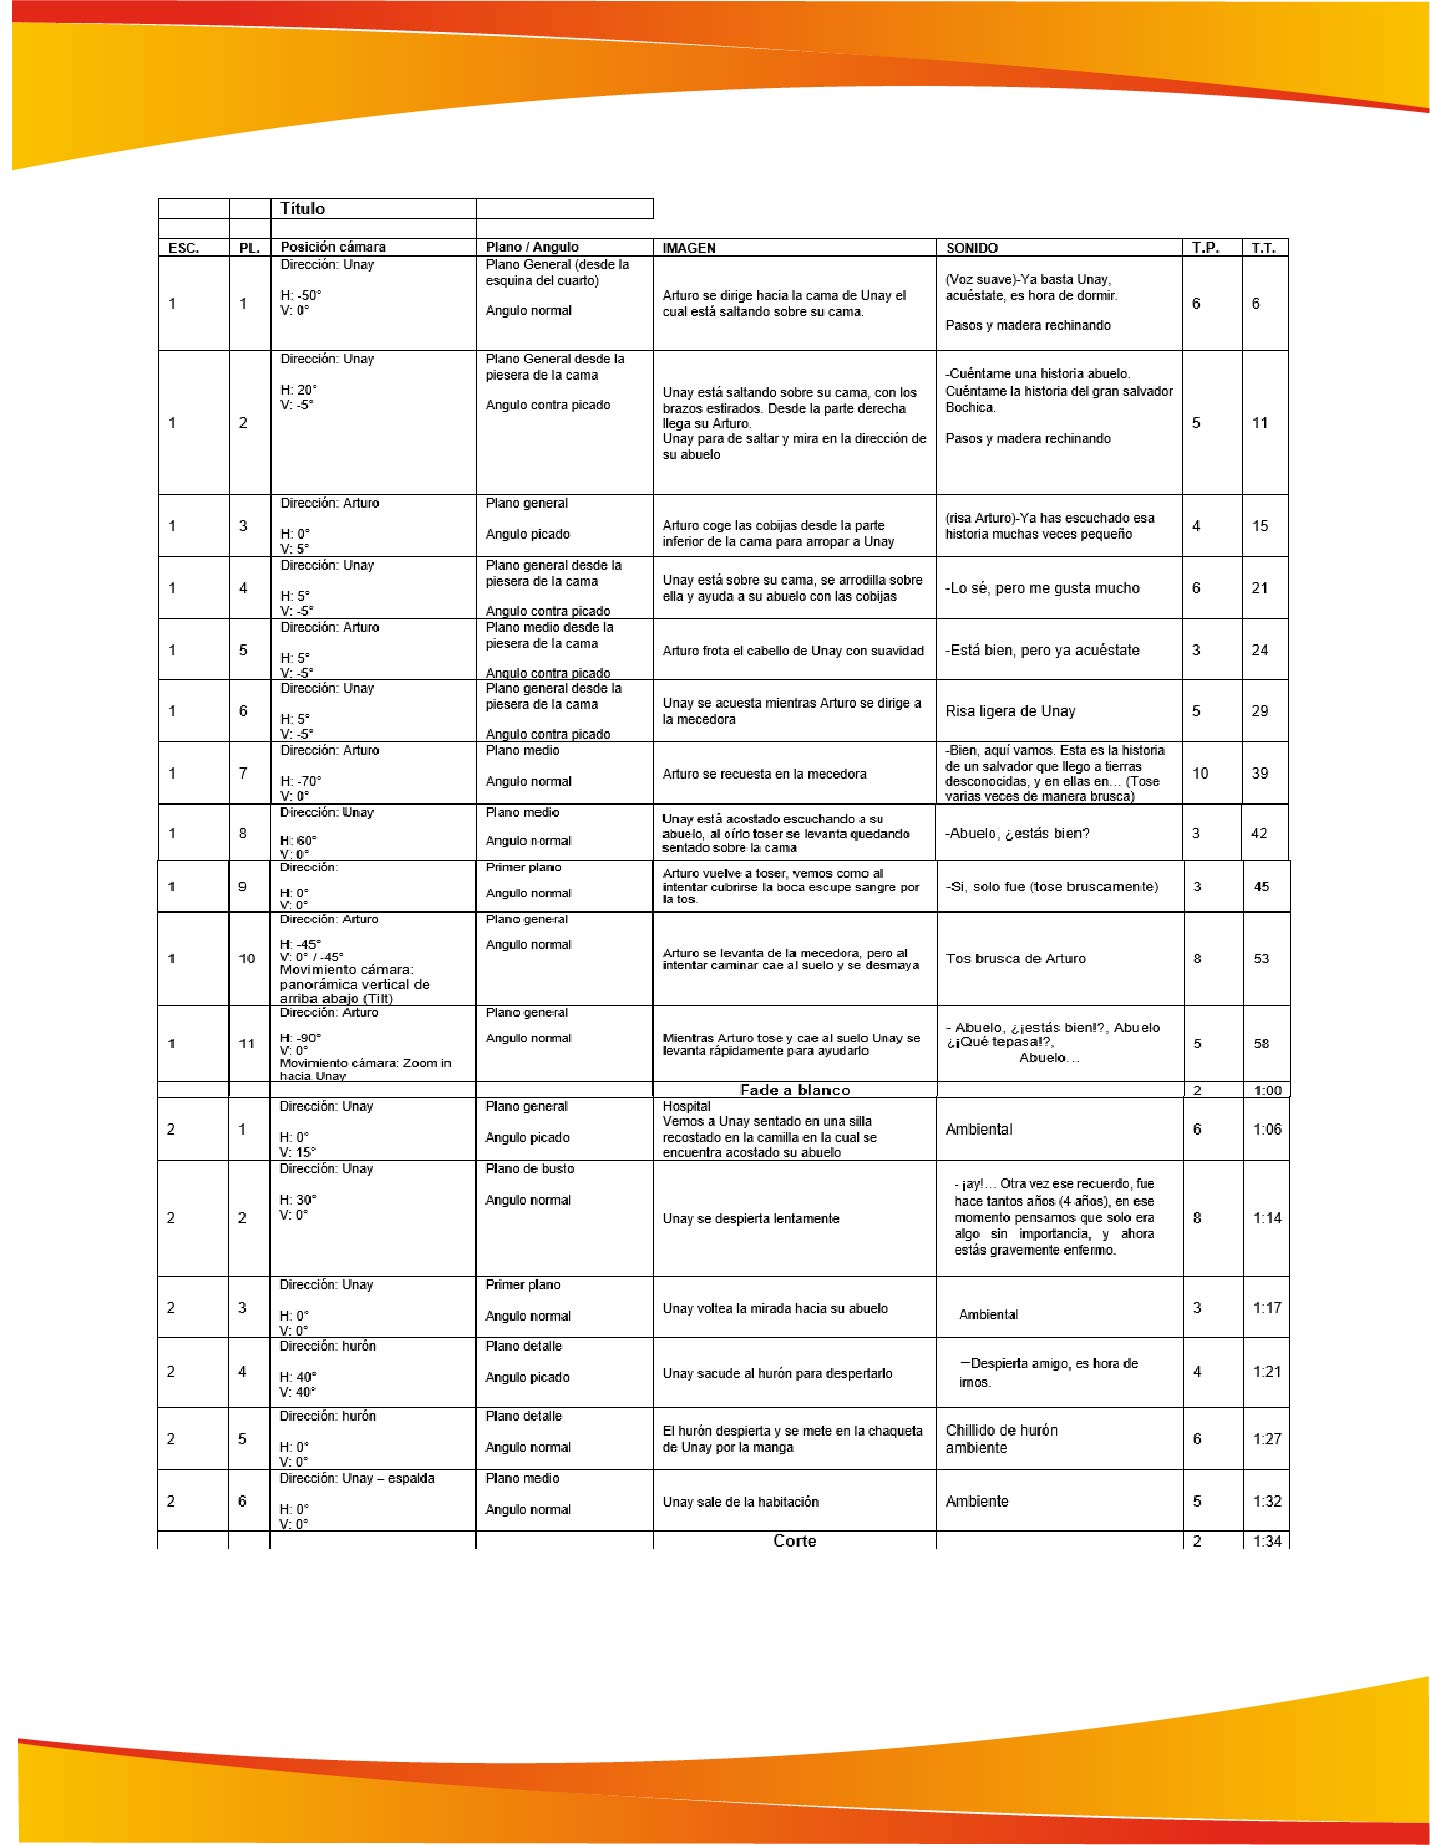 Título
ESC. PL. Posición cámara Plano / Angulo IMAGEN SONIDO T.P. T.T.
1 1
Dirección: Unay
H: -50°
V: 0°
Plano General (desde la
esquina del cuarto)
Angulo normal
Arturo se dirige hacia la cama de Unay el
cual está saltando sobre su cama.
(Voz suave)-Ya basta Unay,
acuéstate, es hora de dormir.
Pasos y madera rechinando
6 6
1 2
Dirección: Unay
H: 20°
V: -5°
Plano General desde la
piesera de la cama
Angulo contra picado
Unay está saltando sobre su cama, con los
brazos estirados. Desde la parte derecha
llega su Arturo.
Unay para de saltar y mira en la dirección de
su abuelo
-Cuéntame una historia abuelo.
Cuéntame la historia del gran salvador
Bochica.
Pasos y madera rechinando
5 11
1 3
Dirección: Arturo
H: 0°
V: 5°
Plano general
Angulo picado
Arturo coge las cobijas desde la parte
inferior de la cama para arropar a Unay
(risa Arturo)-Ya has escuchado esa
historia muchas veces pequeño
4 15
1 4
Dirección: Unay
H: 5°
V: -5°
Plano general desde la
piesera de la cama
Angulo contra picado
Unay está sobre su cama, se arrodilla sobre
ella y ayuda a su abuelo con las cobijas
-Lo sé, pero me gusta mucho
6 21
1 5
Dirección: Arturo
H: 5°
V: -5°
Plano medio desde la
piesera de la cama
Angulo contra picado
Arturo frota el cabello de Unay con suavidad
-Está bien, pero ya acuéstate
3 24
1 6
Dirección: Unay
H: 5°
V: -5°
Plano general desde la
piesera de la cama
Angulo contra picado
Unay se acuesta mientras Arturo se dirige a
la mecedora
Risa ligera de Unay
5 29
1 7
Dirección: Arturo
H: -70°
V: 0°
Plano medio
Angulo normal
Arturo se recuesta en la mecedora
-Bien, aquí vamos. Esta es la historia
de un salvador que llego a tierras
desconocidas, y en ellas en… (Tose
varias veces de manera brusca)
10 39
1 8
Dirección: Unay
H: 60°
V: 0°
Plano medio
Angulo normal
Unay está acostado escuchando a su
abuelo, al oírlo toser se levanta quedando
sentado sobre la cama
-Abuelo, ¿estás bien?
3 42
1 9
Dirección:
H: 0°
V: 0°
Primer plano
Angulo normal
Arturo vuelve a toser, vemos como al
intentar cubrirse la boca escupe sangre por
la tos.
-Si, solo fue (tose bruscamente)
3 45
1 10
Dirección: Arturo
H: -45°
V: 0° / -45°
Movimiento cámara:
panorámica vertical de
arriba abajo (Tilt)
Plano general
Angulo normal
Arturo se levanta de la mecedora, pero al
intentar caminar cae al suelo y se desmaya
Tos brusca de Arturo
8 53
1 11
Dirección: Arturo
H: -90°
V: 0°
Movimiento cámara: Zoom in
hacia Unay
Plano general
Angulo normal
Mientras Arturo tose y cae al suelo Unay se
levanta rápidamente para ayudarlo
- Abuelo, ¿¡estás bien!?, Abuelo
¿¡Qué tepasa!?,
Abuelo…
5 58
Fade a blanco 2 1:00
2 1
Dirección: Unay
H: 0°
V: 15°
Plano general
Angulo picado
Hospital
Vemos a Unay sentado en una silla
recostado en la camilla en la cual se
encuentra acostado su abuelo
Ambiental
6 1:06
2 2
Dirección: Unay
H: 30°
V: 0°
Plano de busto
Angulo normal
Unay se despierta lentamente
- ¡ay!… Otra vez ese recuerdo, fue
hace tantos años (4 años), en ese
momento pensamos que solo era
algo sin importancia, y ahora
estás gravemente enfermo.
8 1:14
2 3
Dirección: Unay
H: 0°
V: 0°
Primer plano
Angulo normal
Unay voltea la mirada hacia su abuelo
Ambiental
3 1:17
2 4
Dirección: hurón
H: 40°
V: 40°
Plano detalle
Angulo picado
Unay sacude al hurón para despertarlo
–Despierta amigo, es hora de
irnos.
4 1:21
2 5
Dirección: hurón
H: 0°
V: 0°
Plano detalle
Angulo normal
El hurón despierta y se mete en la chaqueta
de Unay por la manga
Chillido de hurón
ambiente
6 1:27
2 6
Dirección: Unay – espalda
H: 0°
V: 0°
Plano medio
Angulo normal
Unay sale de la habitación
Ambiente
5 1:32
Corte 2 1:34